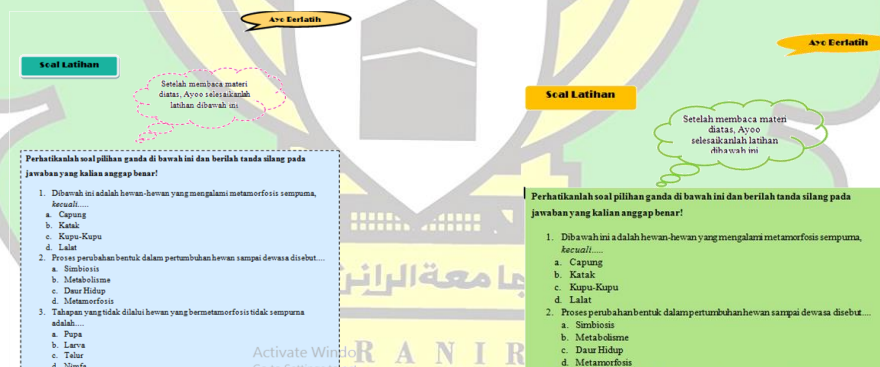 Ayo Berlatih
Soal Latihan
Setelah membaca materi
diatas, Ayoo selesaikanlah
latihan dibawah ini
Perhatikanlah soal pilihan ganda di bawah ini dan berilah tanda silang pada
jawaban yang kalian anggap benar!
1. Dibawah ini adalah hewan-hewan yang mengalami metamorfosis sempurna,
kecuali.....
a. Capung
b. Katak
c. Kupu-Kupu
d. Lalat
2. Proses perubahan bentuk dalam pertumbuhan hewan sampai dewasa disebut....
a. Simbiosis
b. Metabolisme
c. Daur Hidup
d. Metamorfosis
3. Tahapan yang tidak dilalui hewan yang bermetamorfosis tidak sempurna
adalah....
a. Pupa
b. Larva
c. Telur
d. Nimfa
Ayo Berlatih
Soal Latihan
Setelah membaca materi
diatas, Ayoo
selesaikanlah latihan
dibawah ini
Perhatikanlah soal pilihan ganda di bawah ini dan berilah tanda silang pada
jawaban yang kalian anggap benar!
1. Dibawah ini adalah hewan-hewan yang mengalami metamorfosis sempurna,
kecuali.....
a. Capung
b. Katak
c. Kupu-Kupu
d. Lalat
2. Proses perubahan bentuk dalam pertumbuhan hewan sampai dewasa disebut....
a. Simbiosis
b. Metabolisme
c. Daur Hidup
d. Metamorfosis
جامعة الرانر
R A N I R
Activate Windo